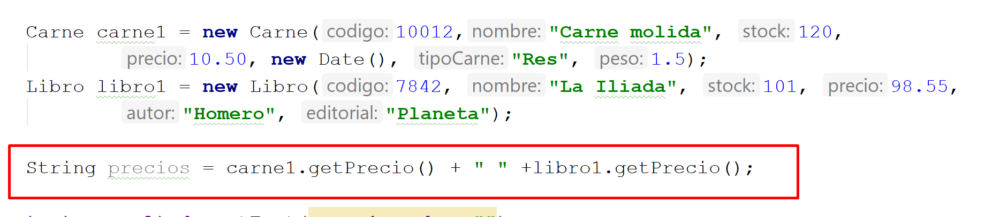 Carne carne1 = new Carne( codigo: 10012, nombre: "Carne molida", stock: 120,
precio: 10.50, new Date(), tipoCarne: "Res", peso: 1.5);
Libro libro1 = new Libro( codigo: 7842, nombre: "La Iliada", stock: 101, precio: 98.55,
autor: "Homero", editorial: "Planeta");
String precios = carne1.getPrecio() + " " +libro1.getPrecio();